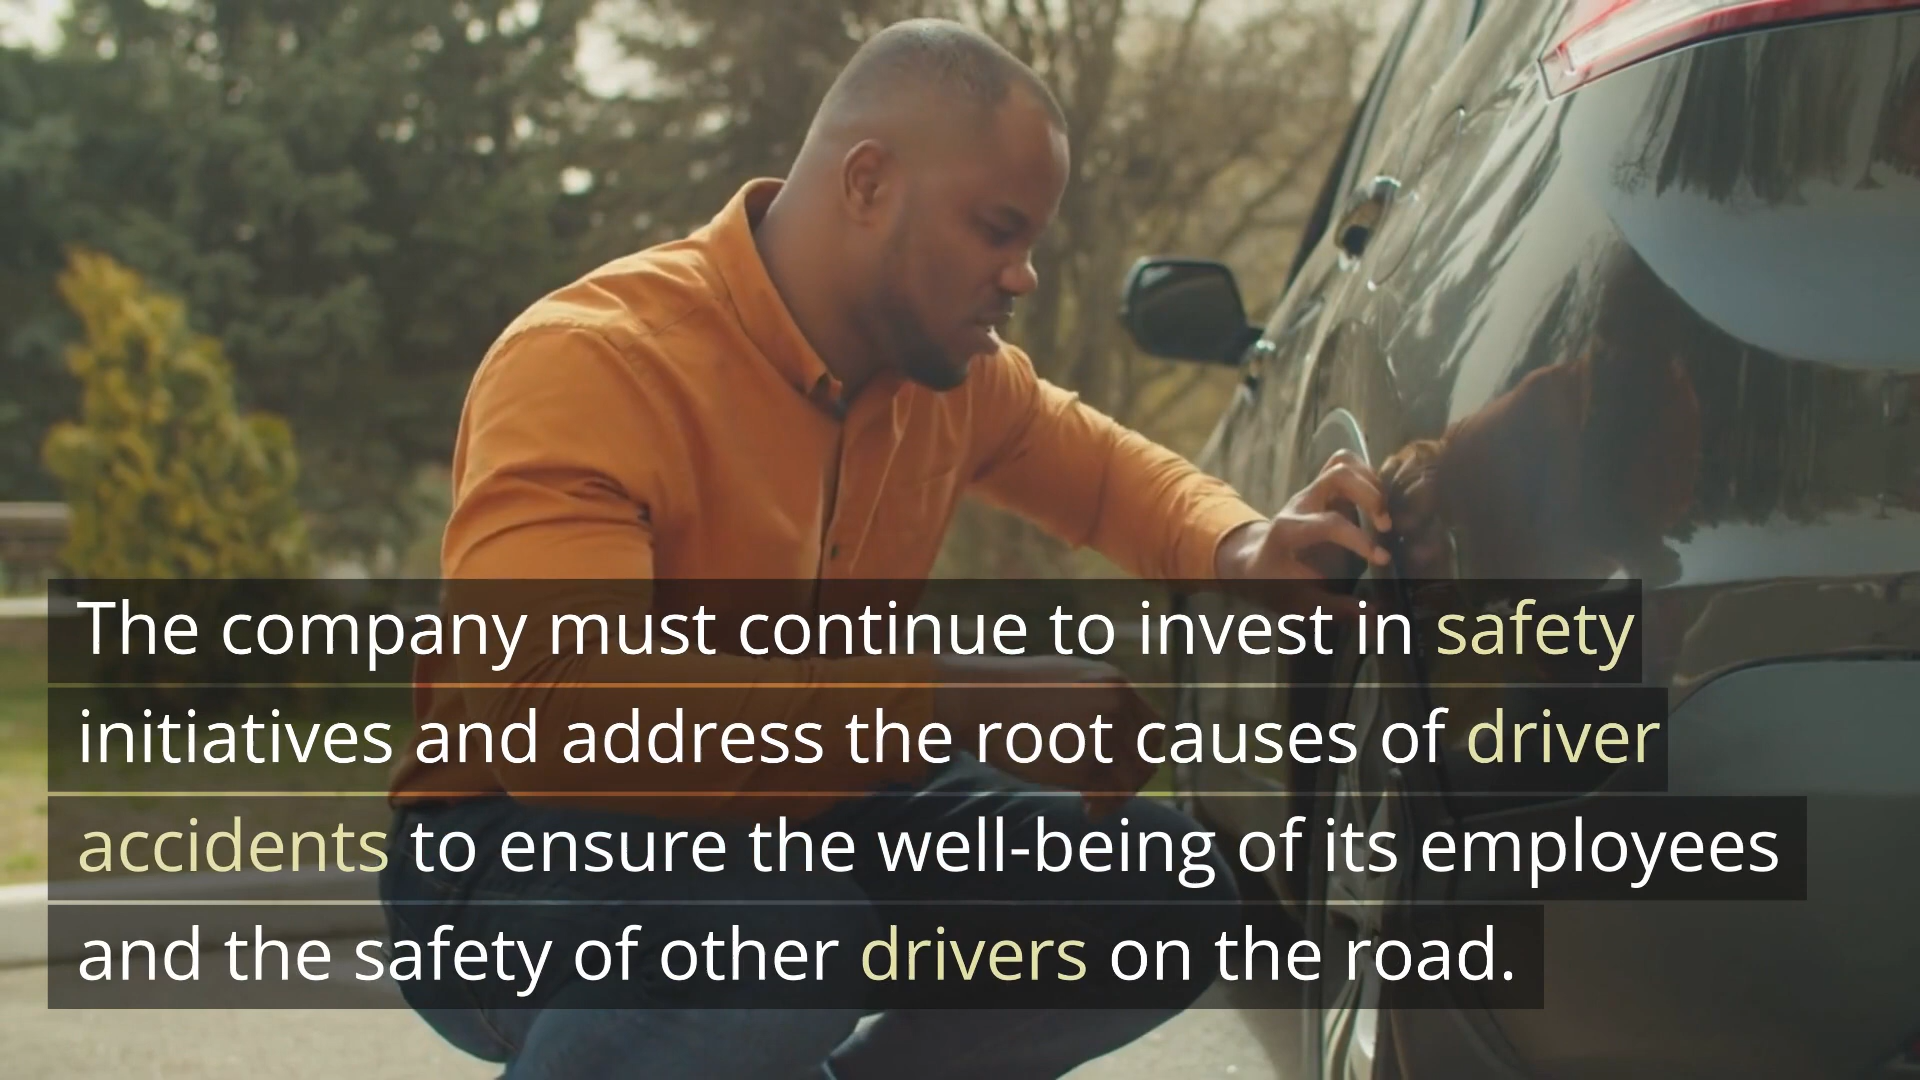 The company must continue to invest in safety
initiatives and address the root causes of driver
accidents to ensure the well-being of its employees
and the safety of other drivers on the road.